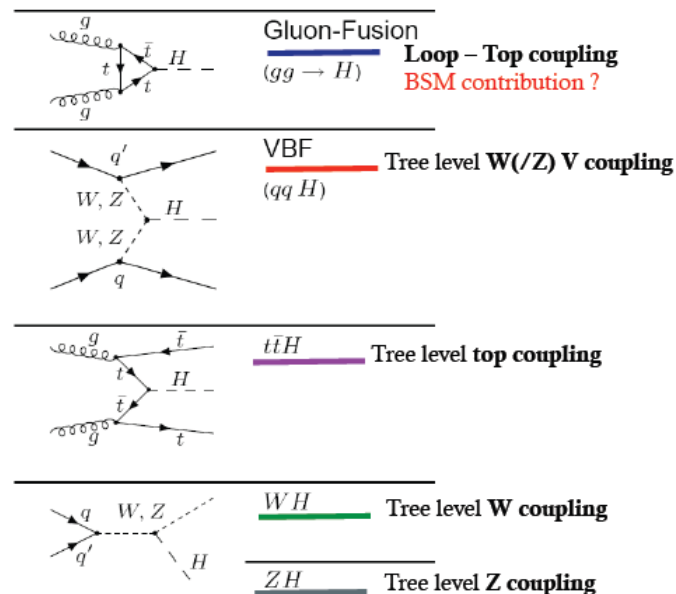 g
t̄
t
t
H
g
Gluon-Fusion
(gg → H)
Loop – Top coupling
BSM contribution ?
q′
W, Z
H
W, Z
q
VBF
(qq H)
Tree level W(/Z) V coupling
g
t̄
t
H
t̄
g
t
tt̄H
Tree level top coupling
q
W, Z
q′
H
WH
Tree level W coupling
ZH
Tree level Z coupling